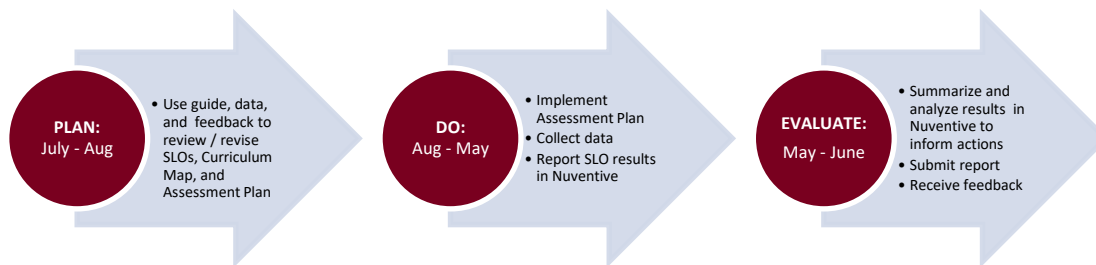 PLAN:
July - Aug
• Use guide, data,
and feedback to
review / revise
SLOs, Curriculum
Map, and
Assessment Plan
DO:
Aug - May
• Implement
Assessment Plan
• Collect data
• Report SLO results
in Nuventive
EVALUATE:
May - June
• Summarize and
analyze results in
Nuventive to
inform actions
• Submit report
• Receive feedback